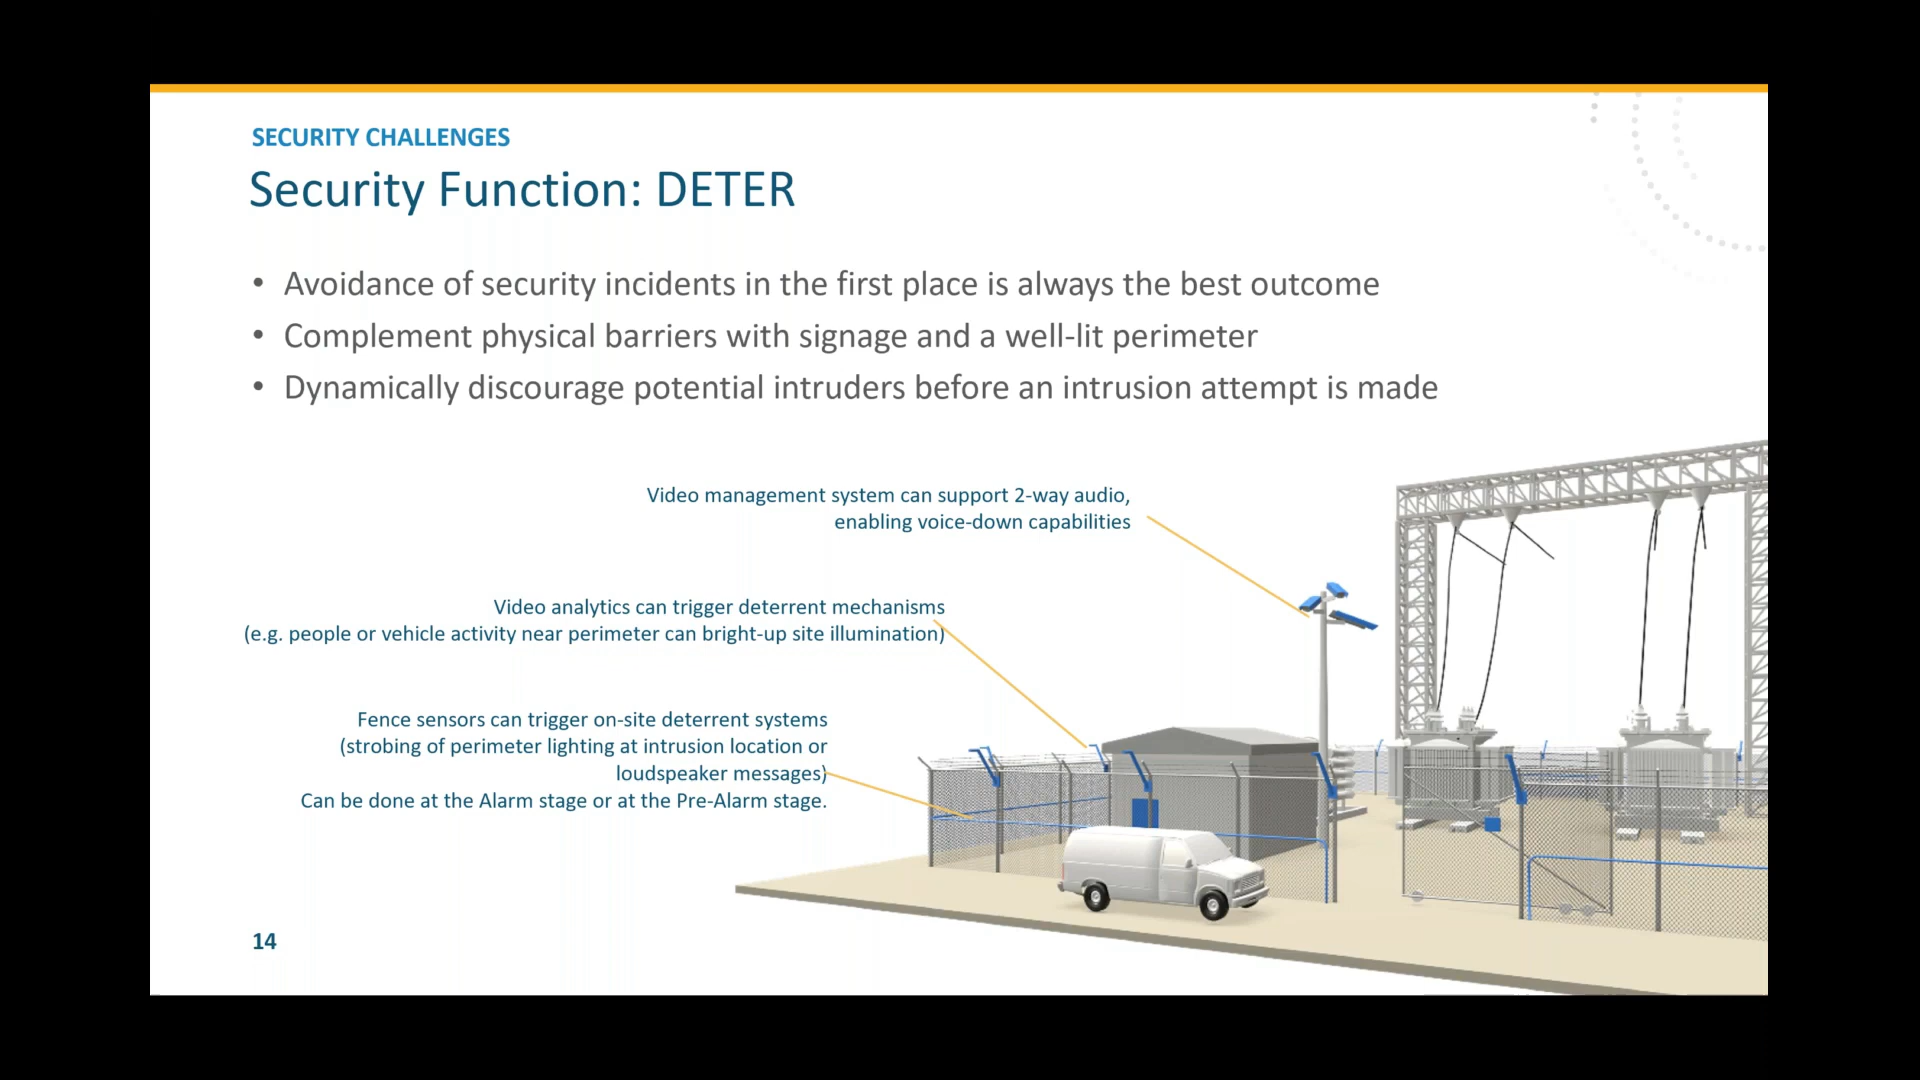 SECURITY CHALLENGES
Security Function: DETER
• Avoidance of security incidents in the first place is always the best outcome
• Complement physical barriers with signage and a well-lit perimeter
• Dynamically discourage potential intruders before an intrusion attempt is made
Video management system can support 2-way audio,
enabling voice-down capabilities
Video analytics can trigger deterrent mechanisms
(e.g. people or vehicle activity near perimeter can bright-up site illumination)
Fence sensors can trigger on-site deterrent systems
(strobing of perimeter lighting at intrusion location or
loudspeaker messages)
Can be done at the Alarm stage or at the Pre-Alarm stage.
14